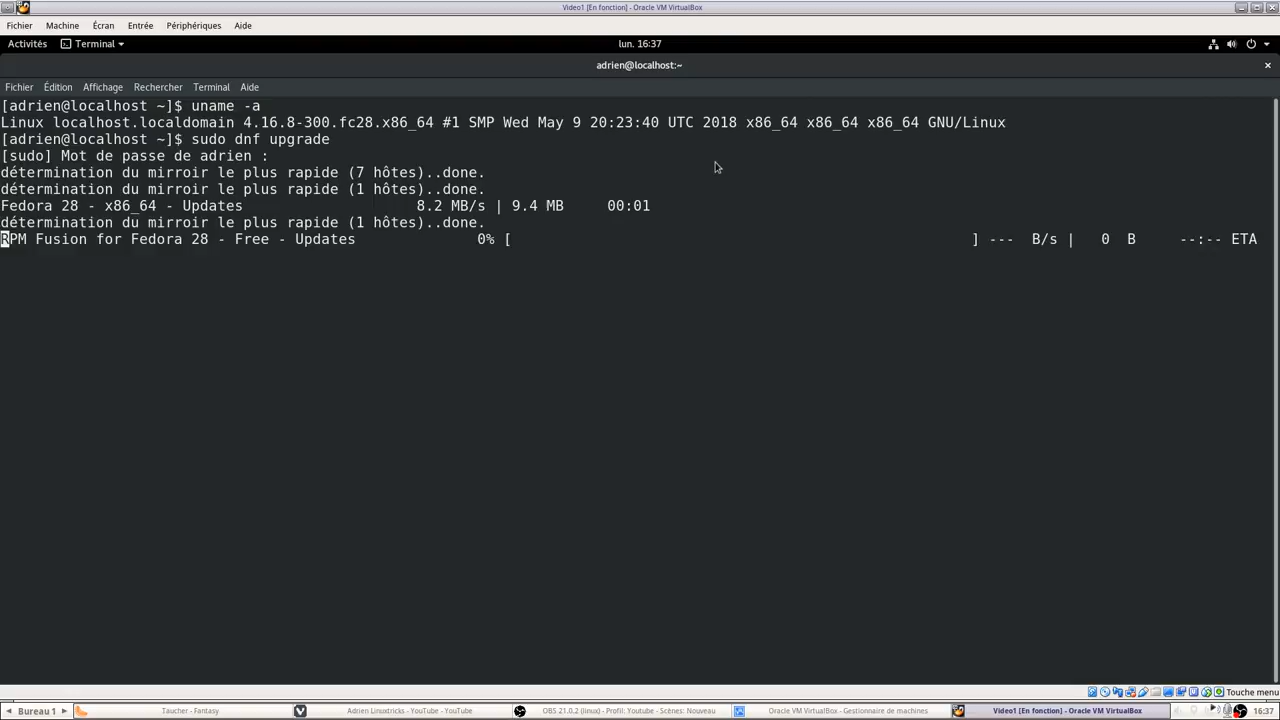 Video1 [En fonction] - Oracle VM VirtualBox
Fichier Machine Écran Entrée Périphériques Aide
Activités Terminal lun. 16:37
adrien@localhost:~
Fichier Édition Affichage Rechercher Terminal Aide
[adrien@localhost ~]$ uname -a
Linux localhost.localdomain 4.16.8-300.fc28.x86_64 #1 SMP Wed May 9 20:23:40 UTC 2018 x86_64 x86_64 x86_64 GNU/Linux
[adrien@localhost ~]$ sudo dnf upgrade
[sudo] Mot de passe de adrien :
détermination du mirroir le plus rapide (7 hôtes)..done.
détermination du mirroir le plus rapide (1 hôtes)..done.
Fedora 28 - x86_64 - Updates 8.2 MB/s | 9.4 MB 00:01
détermination du mirroir le plus rapide (1 hôtes)..done.
RPM Fusion for Fedora 28 - Free - Updates 0% [ ] --- B/s | 0 B --:-- ETA
Touche menu
Bureau 1 Taucher - Fantasy Adrien Linuxtricks - YouTube - YouTube OBS 21.0.2 (linux) - Profil: Youtube - Scènes: Nouveau Oracle VM VirtualBox - Gestionnaire de machines Video1 [En fonction] - Oracle VM VirtualBox 16:37